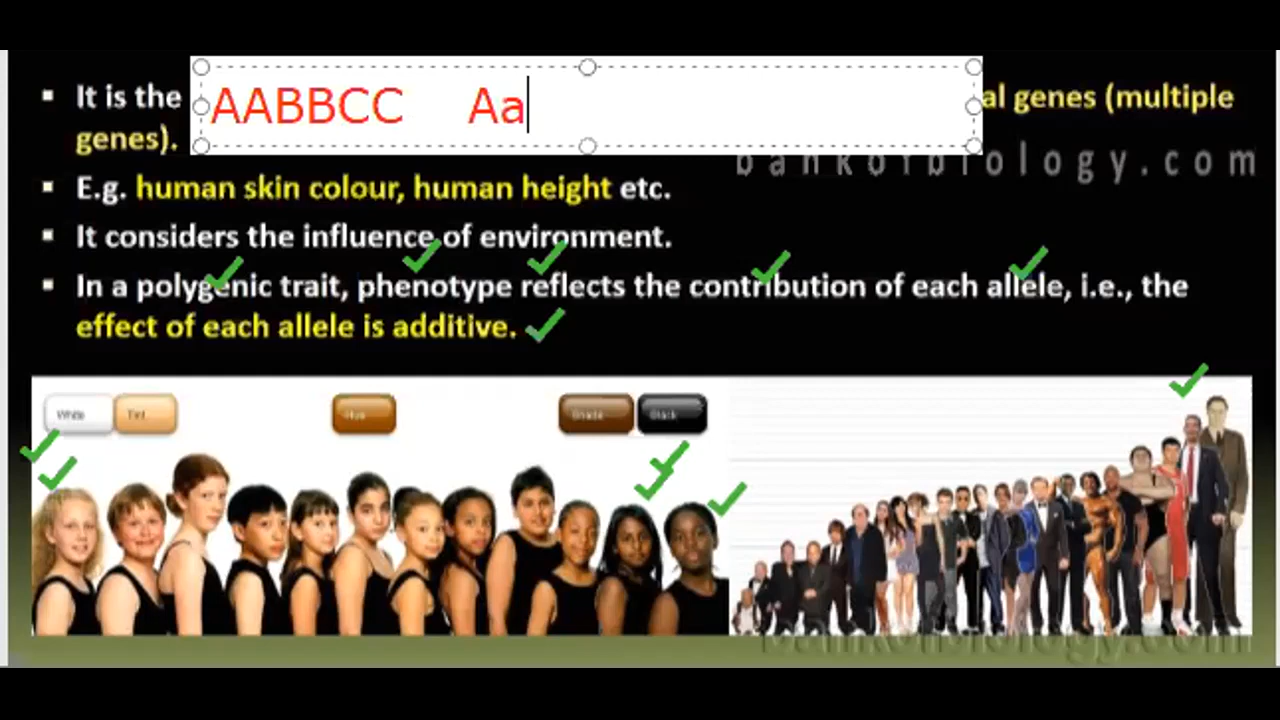 AABBCC Aa
It is the al genes (multiple
genes).
bankofbiology.com
E.g. human skin colour, human height etc.
It considers the influence of environment.
In a polygenic trait, phenotype reflects the contribution of each allele, i.e., the
effect of each allele is additive.
White Tint Hue Shade Black
bankofbiology.com